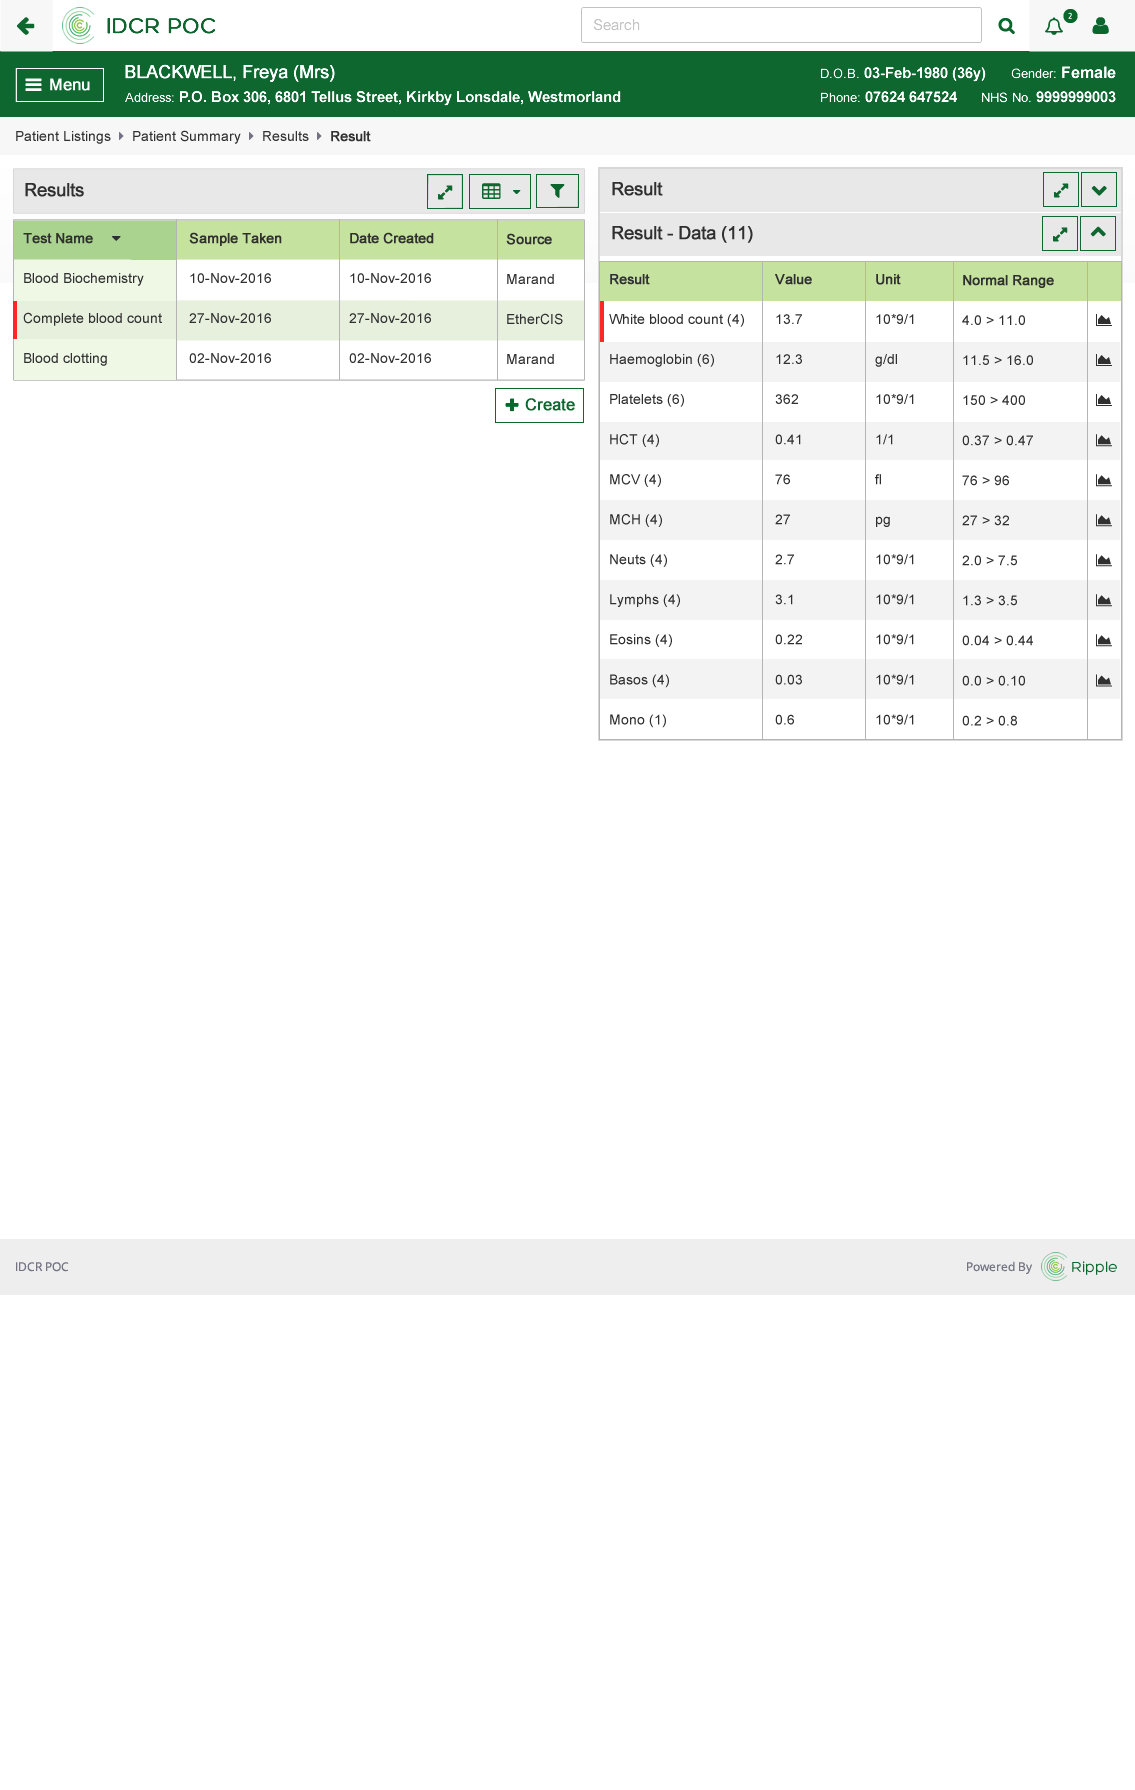 IDCR POC
Search
2
Menu
BLACKWELL, Freya (Mrs)
Address: P.O. Box 306, 6801 Tellus Street, Kirkby Lonsdale, Westmorland
D.O.B. 03-Feb-1980 (36y) Gender: Female
Phone: 07624 647524 NHS No. 9999999003
Patient Listings Patient Summary Results Result
Results
Test Name Sample Taken Date Created Source
Blood Biochemistry 10-Nov-2016 10-Nov-2016 Marand
Complete blood count 27-Nov-2016 27-Nov-2016 EtherCIS
Blood clotting 02-Nov-2016 02-Nov-2016 Marand
Create
Result
Result - Data (11)
Result Value Unit Normal Range
White blood count (4) 13.7 10*9/1 4.0 > 11.0
Haemoglobin (6) 12.3 g/dl 11.5 > 16.0
Platelets (6) 362 10*9/1 150 > 400
HCT (4) 0.41 1/1 0.37 > 0.47
MCV (4) 76 fl 76 > 96
MCH (4) 27 pg 27 > 32
Neuts (4) 2.7 10*9/1 2.0 > 7.5
Lymphs (4) 3.1 10*9/1 1.3 > 3.5
Eosins (4) 0.22 10*9/1 0.04 > 0.44
Basos (4) 0.03 10*9/1 0.0 > 0.10
Mono (1) 0.6 10*9/1 0.2 > 0.8
IDCR POC
Powered By Ripple